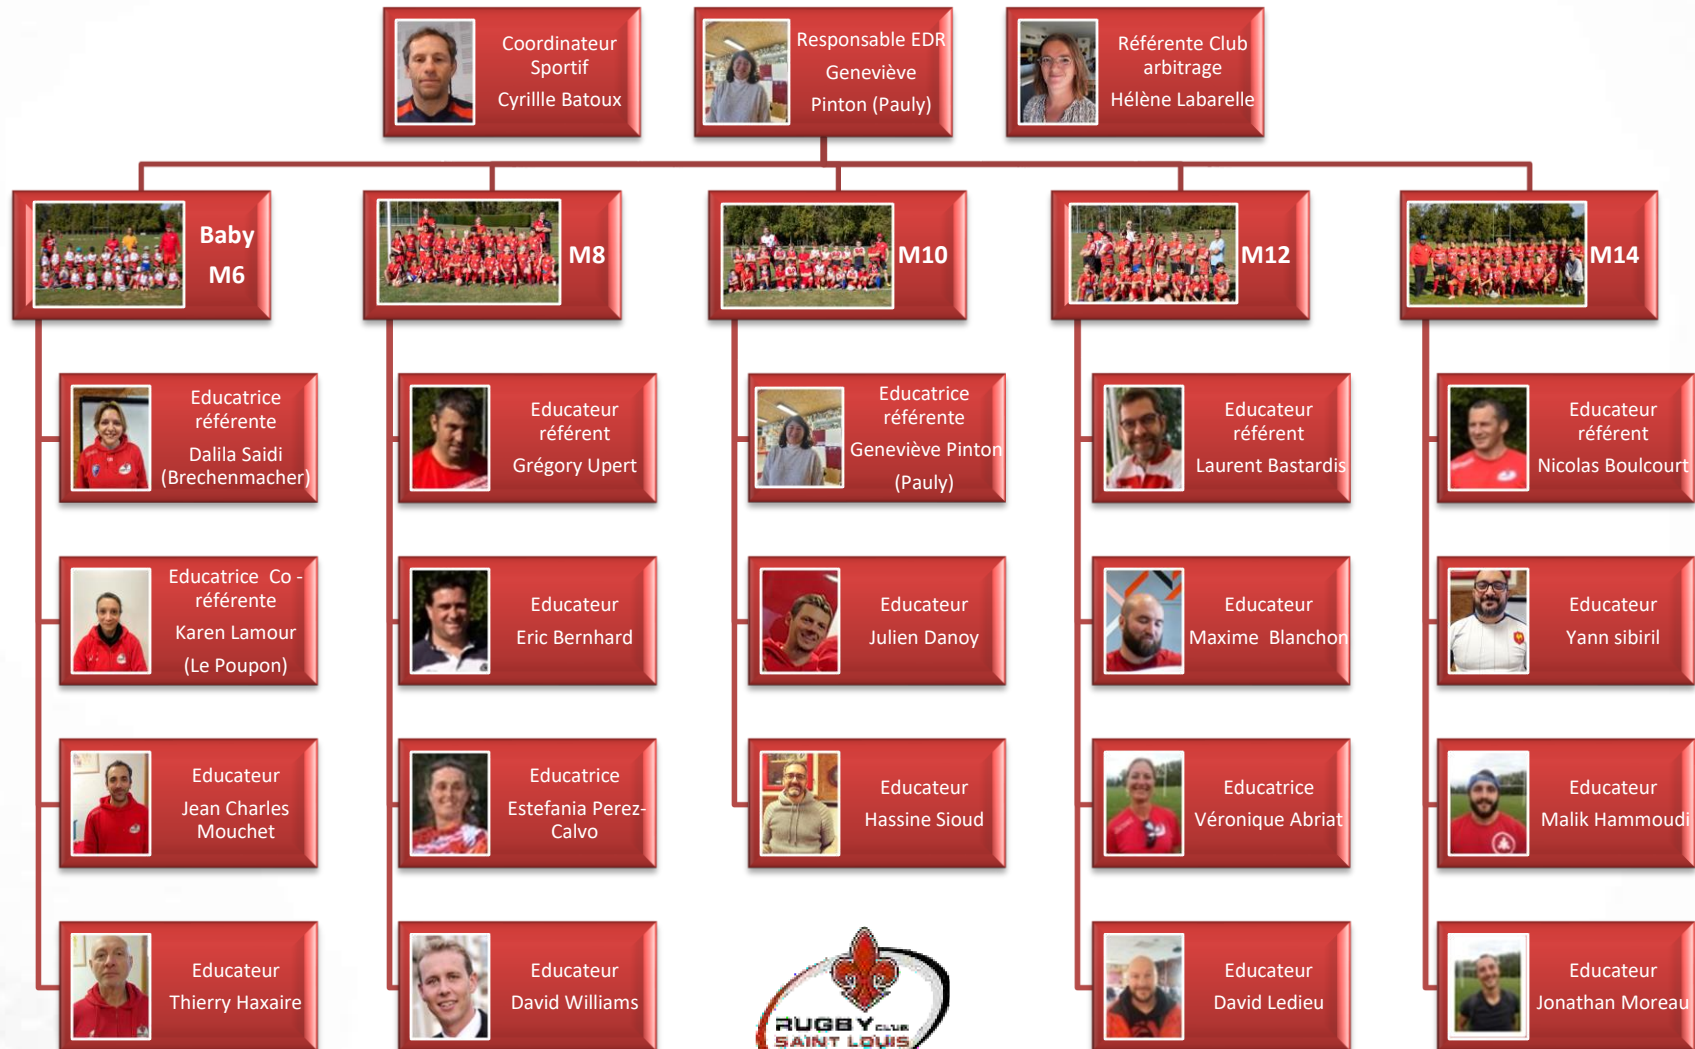 Coordinateur
Sportif
Cyrillle Batoux
Responsable EDR
Geneviève
Pinton (Pauly)
Référente Club
arbitrage
Hélène Labarelle
Baby
M6
M8
M10
M12
M14
Educatrice
référente
Dalila Saidi
(Brechenmacher)
Educateur
référent
Grégory Upert
Educatrice
référente
Geneviève Pinton
(Pauly)
Educateur
référent
Laurent Bastardis
Educateur
référent
Nicolas Boulcourt
Educatrice Co -
référente
Karen Lamour
(Le Poupon)
Educateur
Eric Bernhard
Educateur
Julien Danoy
Educateur
Maxime Blanchon
Educateur
Yann sibiril
Educateur
Jean Charles
Mouchet
Educatrice
Estefania Perez-
Calvo
Educateur
Hassine Sioud
Educatrice
Véronique Abriat
Educateur
Malik Hammoudi
Educateur
Thierry Haxaire
Educateur
David Williams
Educateur
David Ledieu
Educateur
Jonathan Moreau
RUGBY CLUB
SAINT LOUIS